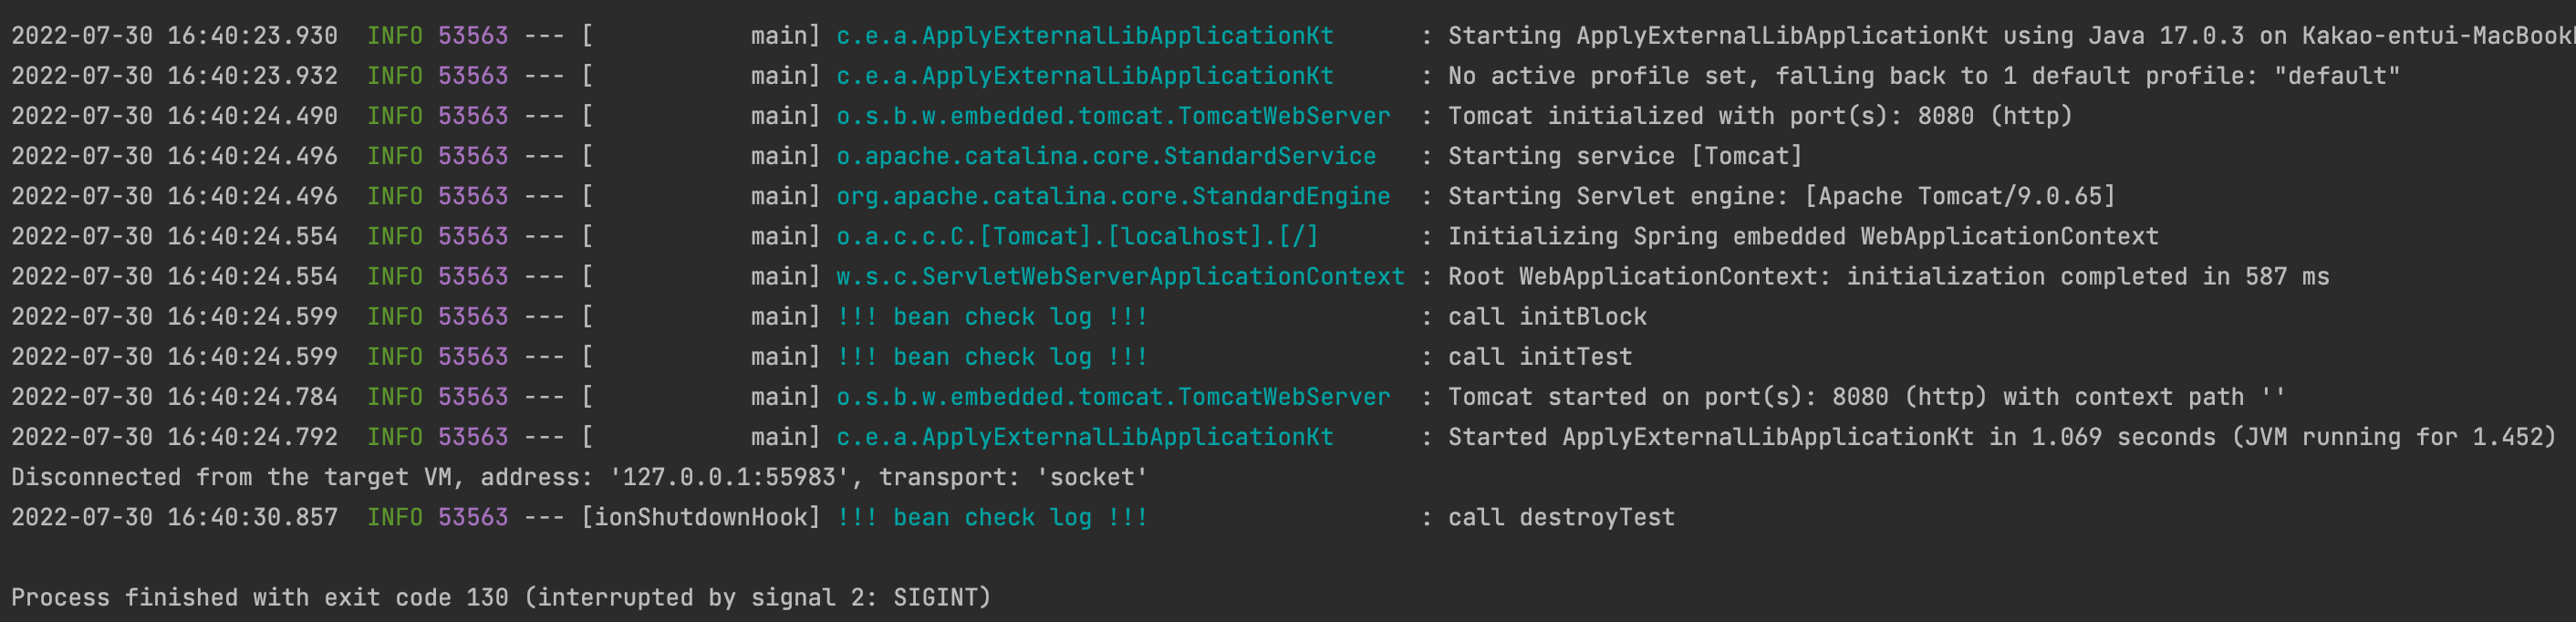 2022-07-30 16:40:23.930  INFO 53563 --- [           main] c.e.a.ApplyExternalLibApplicationKt      : Starting ApplyExternalLibApplicationKt using Java 17.0.3 on Kakao-entui-MacBook
2022-07-30 16:40:23.932  INFO 53563 --- [           main] c.e.a.ApplyExternalLibApplicationKt      : No active profile set, falling back to 1 default profile: "default"
2022-07-30 16:40:24.490  INFO 53563 --- [           main] o.s.b.w.embedded.tomcat.TomcatWebServer  : Tomcat initialized with port(s): 8080 (http)
2022-07-30 16:40:24.496  INFO 53563 --- [           main] o.apache.catalina.core.StandardService   : Starting service [Tomcat]
2022-07-30 16:40:24.496  INFO 53563 --- [           main] org.apache.catalina.core.StandardEngine  : Starting Servlet engine: [Apache Tomcat/9.0.65]
2022-07-30 16:40:24.554  INFO 53563 --- [           main] o.a.c.c.C.[Tomcat].[localhost].[/]       : Initializing Spring embedded WebApplicationContext
2022-07-30 16:40:24.554  INFO 53563 --- [           main] w.s.c.ServletWebServerApplicationContext : Root WebApplicationContext: initialization completed in 587 ms
2022-07-30 16:40:24.599  INFO 53563 --- [           main] !!! bean check log !!!                   : call initBlock
2022-07-30 16:40:24.599  INFO 53563 --- [           main] !!! bean check log !!!                   : call initTest
2022-07-30 16:40:24.784  INFO 53563 --- [           main] o.s.b.w.embedded.tomcat.TomcatWebServer  : Tomcat started on port(s): 8080 (http) with context path ''
2022-07-30 16:40:24.792  INFO 53563 --- [           main] c.e.a.ApplyExternalLibApplicationKt      : Started ApplyExternalLibApplicationKt in 1.069 seconds (JVM running for 1.452)
Disconnected from the target VM, address: '127.0.0.1:55983', transport: 'socket'
2022-07-30 16:40:30.857  INFO 53563 --- [ionShutdownHook] !!! bean check log !!!                   : call destroyTest
Process finished with exit code 130 (interrupted by signal 2: SIGINT)